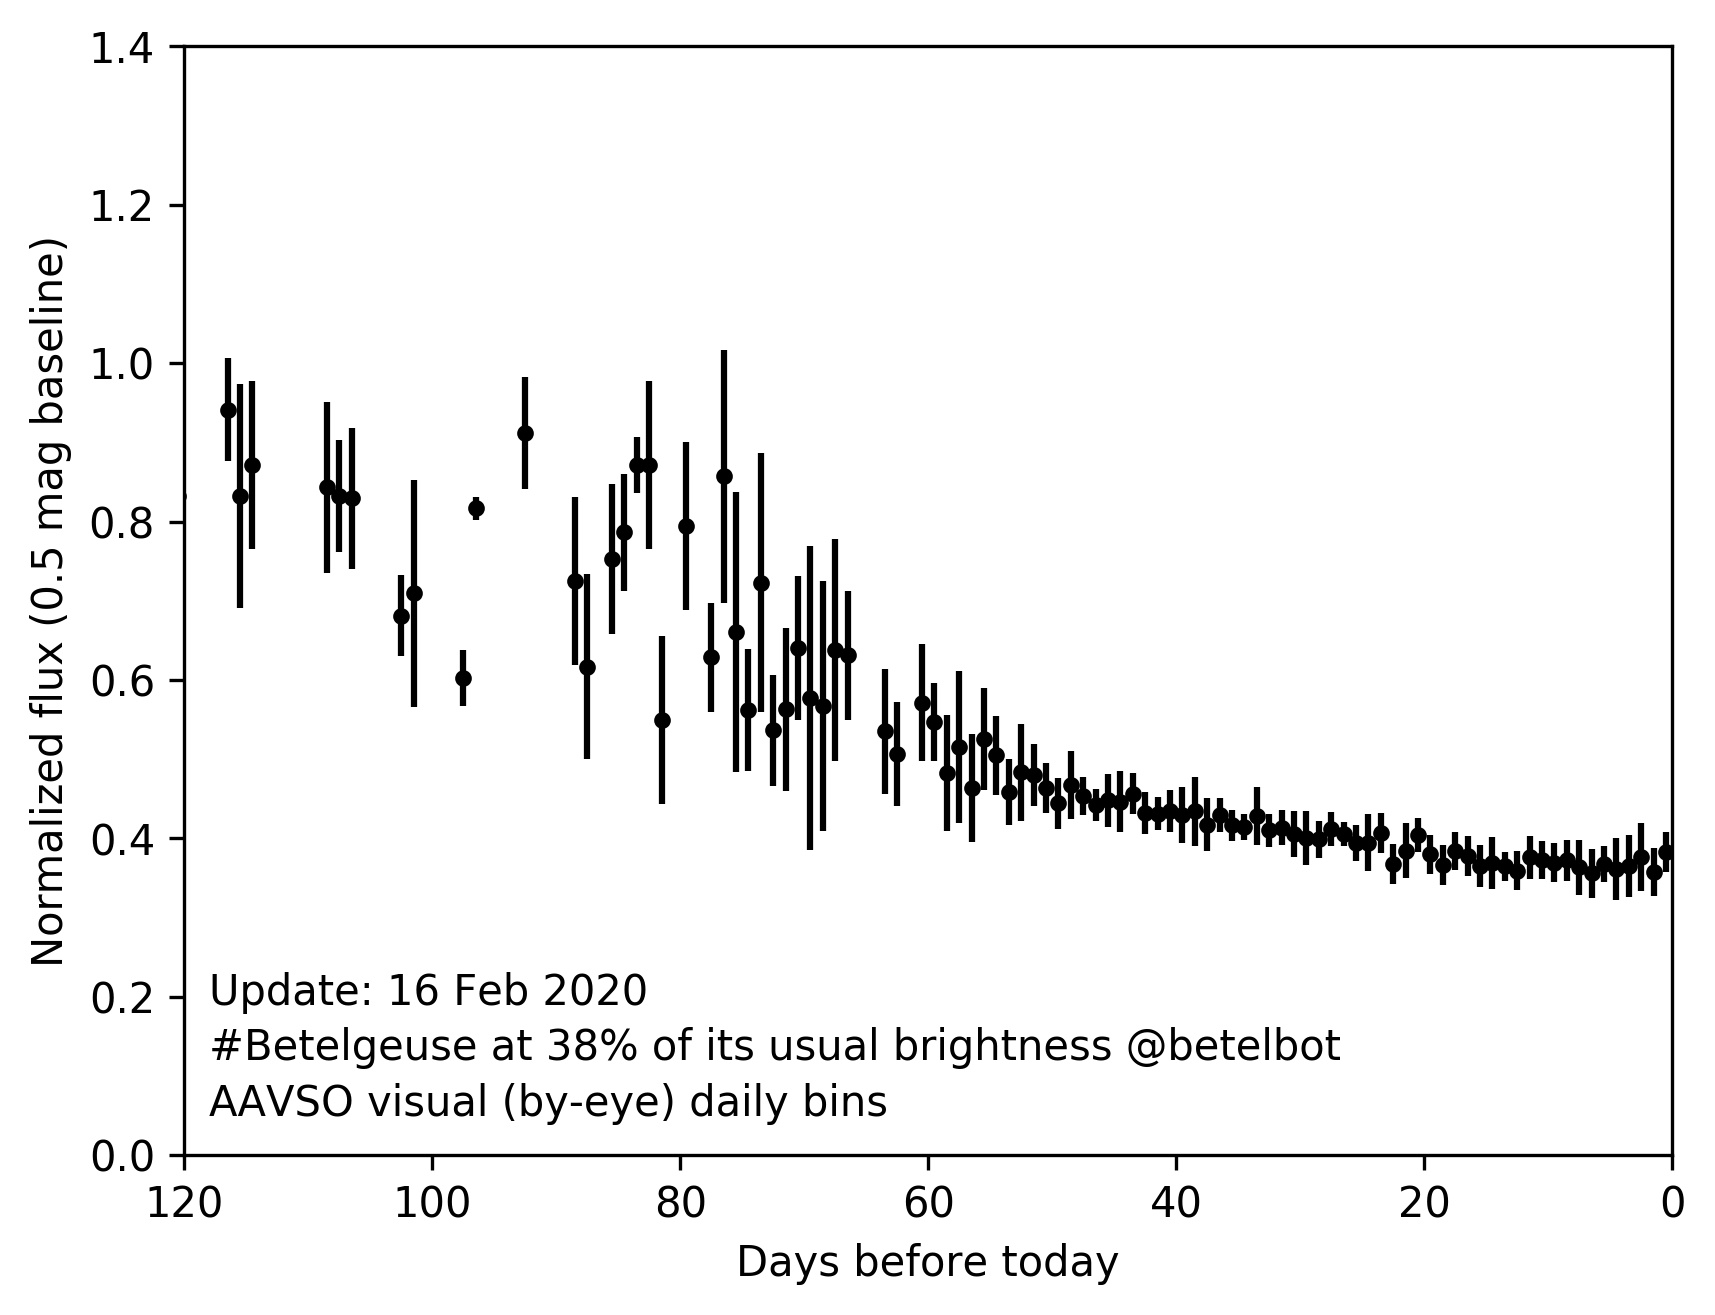 1.4
1.2
1.0
0.8
0.6
0.4
0.2
0.0
Normalized flux (0.5 mag baseline)
Update: 16 Feb 2020
#Betelgeuse at 38% of its usual brightness @betelbot
AAVSO visual (by-eye) daily bins
120 100 80 60 40 20 0
Days before today